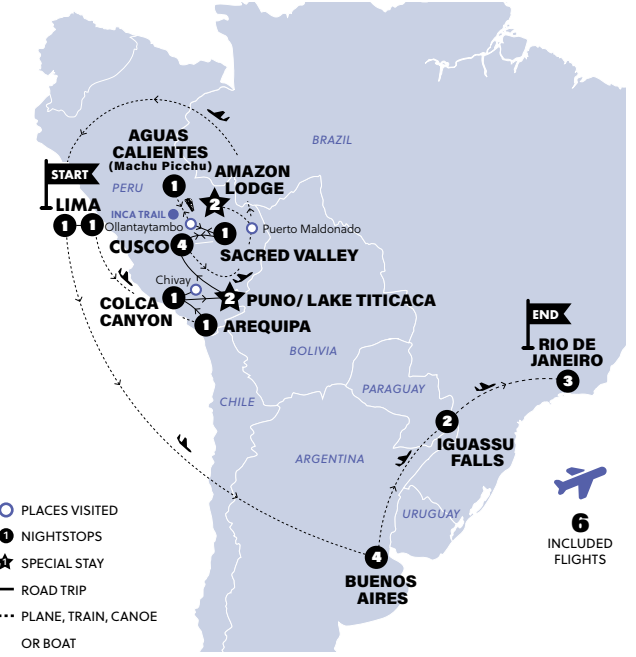 BRAZIL
AGUAS
CALIENTES
(Machu Picchu)
START
PERU
1
AMAZON
LODGE
2
LIMA
1 1
INCA TRAIL
Ollantaytambo
Puerto Maldonado
CUSCO 4
1
SACRED VALLEY
Chivay
COLCA
CANYON
1
2 PUNO/ LAKE TITICACA
1 AREQUIPA
END
RIO DE
JANEIRO
3
BOLIVIA
PARAGUAY
CHILE
2
IGUASSU
FALLS
ARGENTINA
URUGUAY
4
BUENOS
AIRES
6
INCLUDED
FLIGHTS
PLACES VISITED
1 NIGHTSTOPS
1 SPECIAL STAY
ROAD TRIP
PLANE, TRAIN, CANOE
OR BOAT